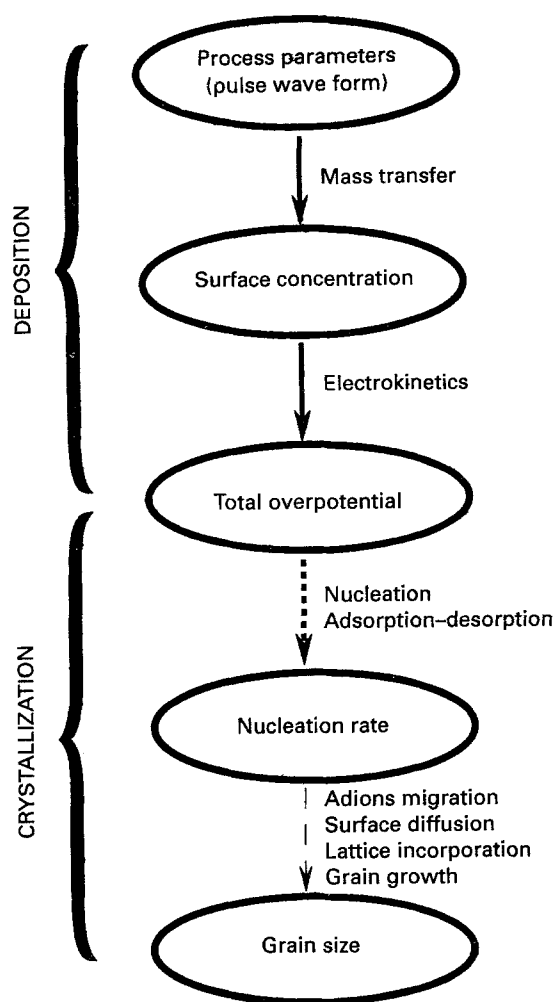 Process parameters
(pulse wave form)
Mass transfer
DEPOSITION
Surface concentration
Electrokinetics
Total overpotential
Nucleation
Adsorption–desorption
CRYSTALLIZATION
Nucleation rate
Adions migration
Surface diffusion
Lattice incorporation
Grain growth
Grain size